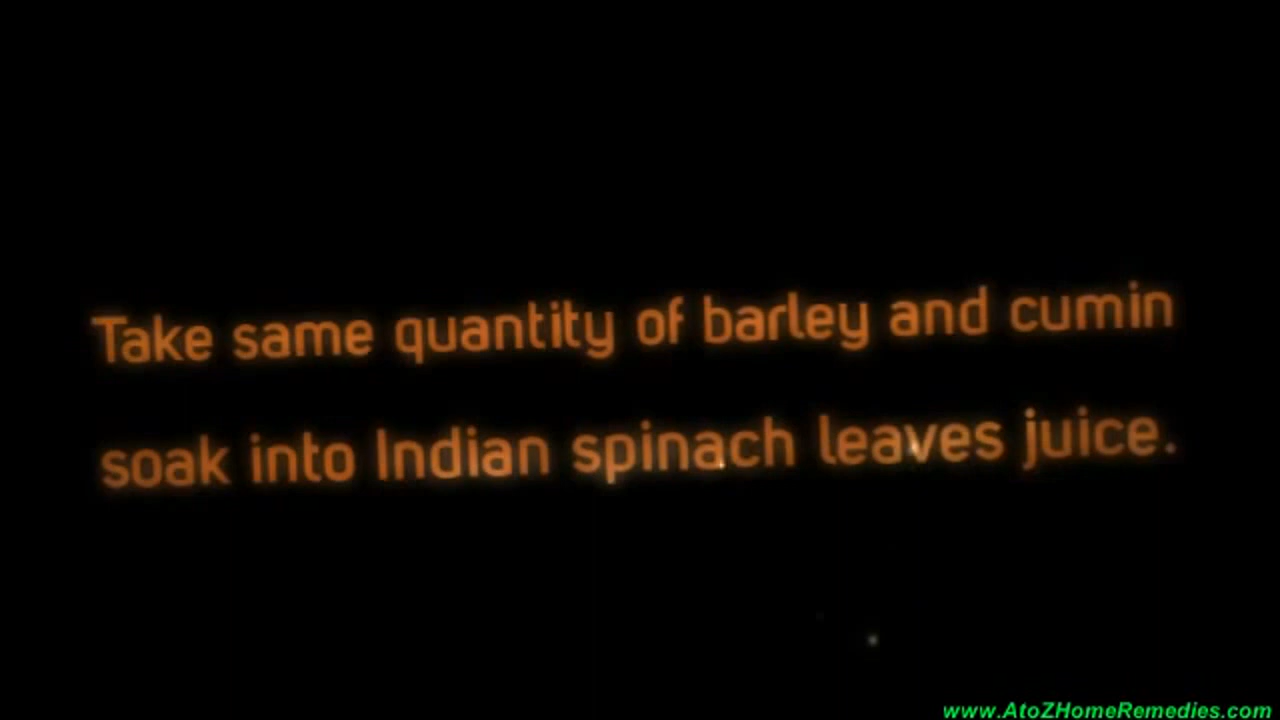 Take same quantity of barley and cumin
soak into Indian spinach leaves juice.
www.AtoZHomeRemedies.com